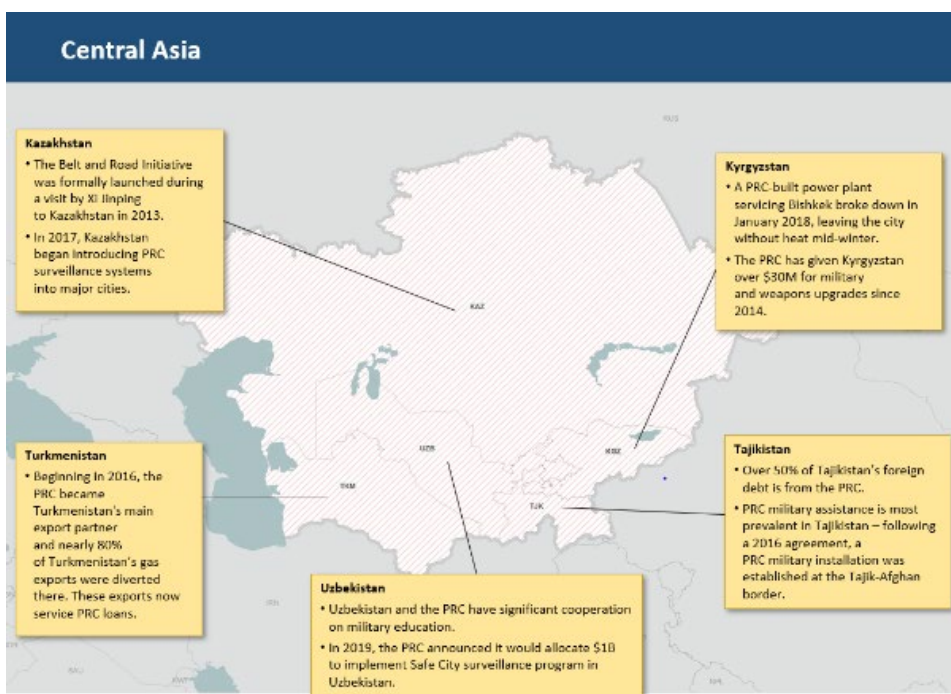 Central Asia
Kazakhstan
• The Belt and Road Initiative
was formally launched during
a visit by Xi Jinping
to Kazakhstan in 2013.
• In 2017, Kazakhstan
began introducing PRC
surveillance systems
into major cities.
Kyrgyzstan
• A PRC-built power plant
servicing Bishkek broke down in
January 2018, leaving the city
without heat mid-winter.
• The PRC has given Kyrgyzstan
over $30M for military
and weapons upgrades since
2014.
RUS
KAZ
UZB
KGZ
TKM
TJK
Turkmenistan
• Beginning in 2016, the
PRC became
Turkmenistan's main
export partner
and nearly 80%
of Turkmenistan's gas
exports were diverted
there. These exports now
service PRC loans.
Tajikistan
• Over 50% of Tajikistan's foreign
debt is from the PRC.
• PRC military assistance is most
prevalent in Tajikistan – following
a 2016 agreement, a
PRC military installation was
established at the Tajik-Afghan
border.
Uzbekistan
• Uzbekistan and the PRC have significant cooperation
on military education.
• In 2019, the PRC announced it would allocate $1B
to implement Safe City surveillance program in
Uzbekistan.
IRN
SAU
NPL